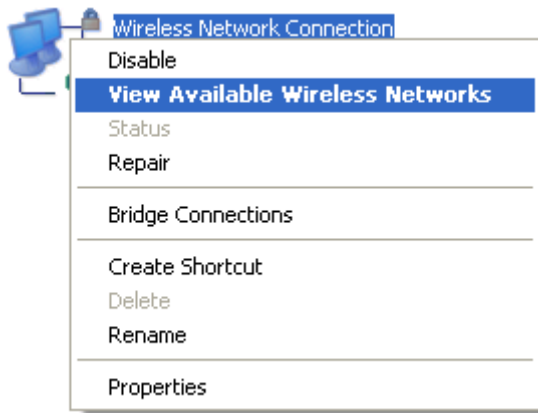 Wireless Network Connection
Disable
View Available Wireless Networks
Status
Repair
Bridge Connections
Create Shortcut
Delete
Rename
Properties